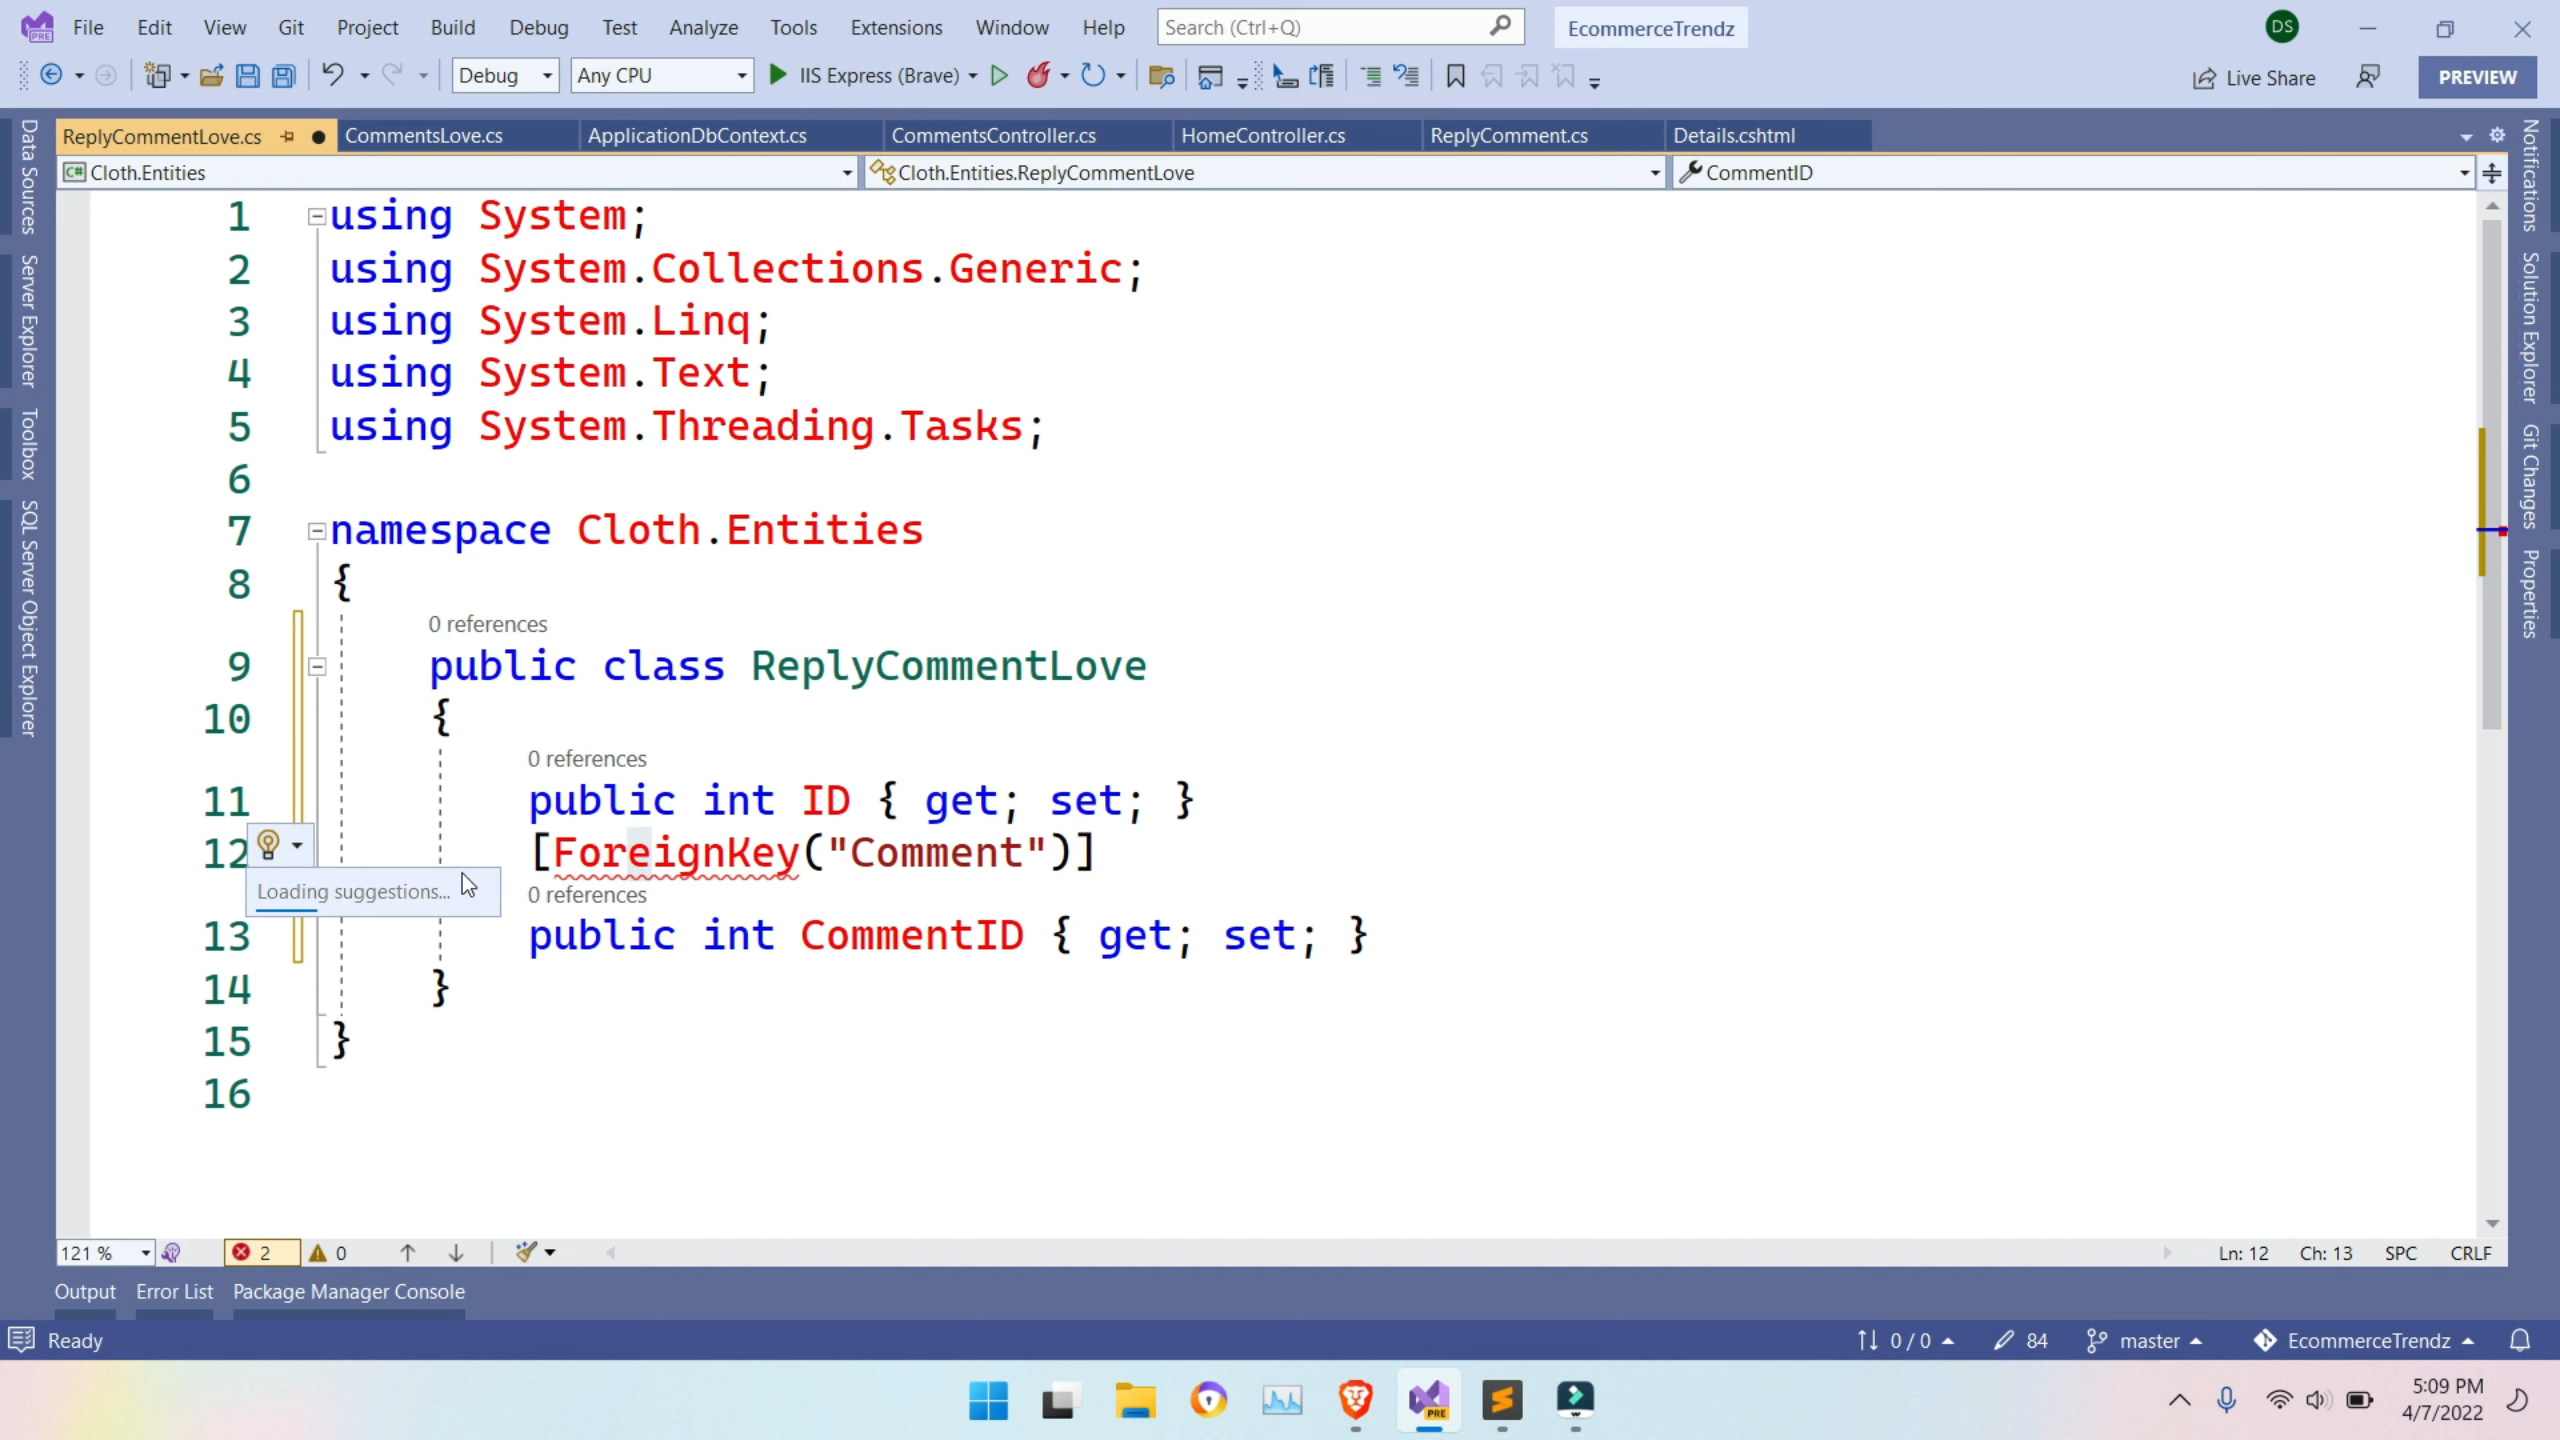 File Edit View Git Project Build Debug Test Analyze Tools Extensions Window Help Search (Ctrl+Q) EcommerceTrendz DS
Debug Any CPU IIS Express (Brave) Live Share PREVIEW
ReplyCommentLove.cs CommentsLove.cs ApplicationDbContext.cs CommentsController.cs HomeController.cs ReplyComment.cs Details.cshtml
C# Cloth.Entities Cloth.Entities.ReplyCommentLove CommentID
Data Sources
Server Explorer
Toolbox
SQL Server Object Explorer
1 using System;
2 using System.Collections.Generic;
3 using System.Linq;
4 using System.Text;
5 using System.Threading.Tasks;
6
7 namespace Cloth.Entities
8 {
0 references
9 public class ReplyCommentLove
10 {
0 references
11 public int ID { get; set; }
12 [ForeignKey("Comment")]
Loading suggestions...
0 references
13 public int CommentID { get; set; }
14 }
15 }
16
Notifications
Solution Explorer
Git Changes
Properties
121 % 2 0 Ln: 12 Ch: 13 SPC CRLF
Output Error List Package Manager Console
Ready 0 / 0 84 master EcommerceTrendz
PRE
5:09 PM
4/7/2022